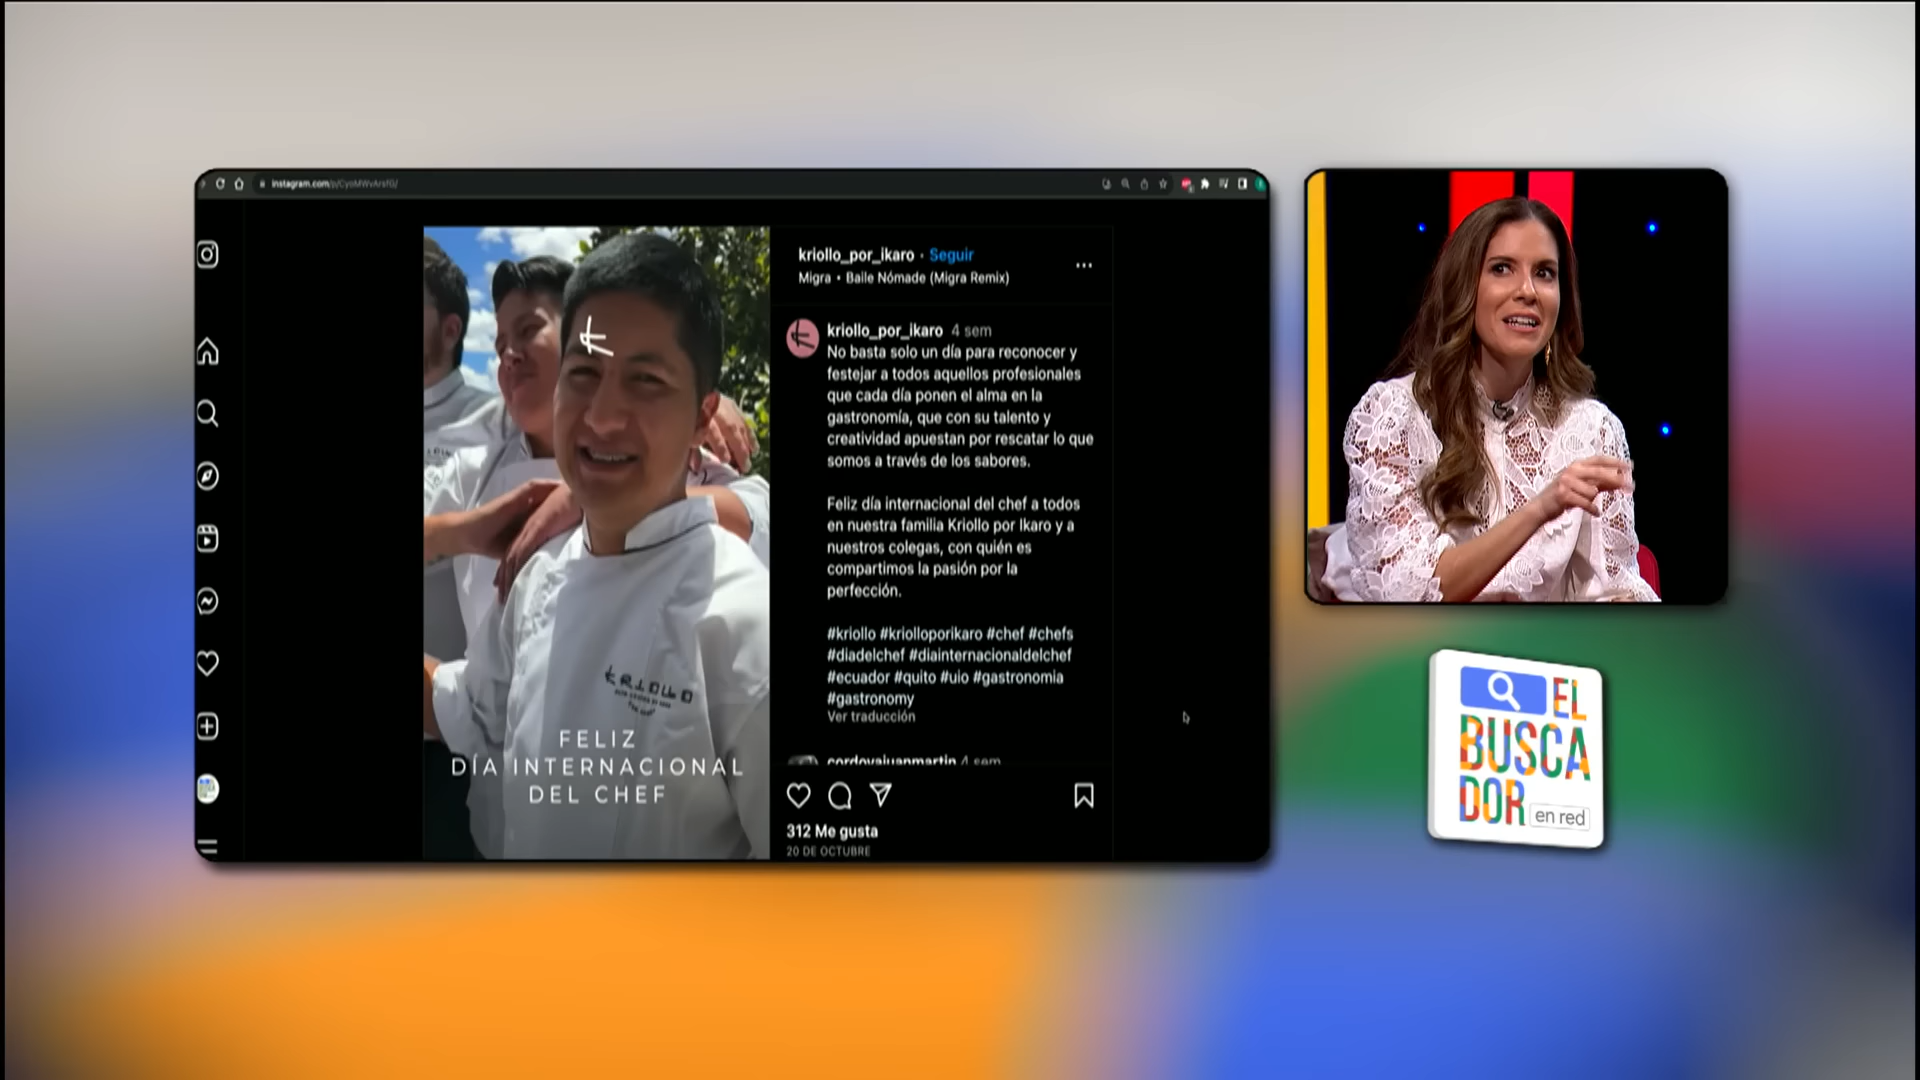 instagram.com/p/CyoMWvArsfG/
kriollo_por_ikaro • Seguir
Migra • Baile Nómade (Migra Remix)
kriollo_por_ikaro 4 sem
No basta solo un día para reconocer y
festejar a todos aquellos profesionales
que cada día ponen el alma en la
gastronomía, que con su talento y
creatividad apuestan por rescatar lo que
somos a través de los sabores.
Feliz día internacional del chef a todos
en nuestra familia Kriollo por Ikaro y a
nuestros colegas, con quién es
compartimos la pasión por la
perfección.
#kriollo #kriolloporikaro #chef #chefs
#diadelchef #diainternacionaldelchef
#ecuador #quito #uio #gastronomia
#gastronomy
Ver traducción
cordovajuanmartin 4 sem
312 Me gusta
20 DE OCTUBRE
KRIOLLO
FELIZ
DÍA INTERNACIONAL
DEL CHEF
EL
BUSCA
DOR
en red